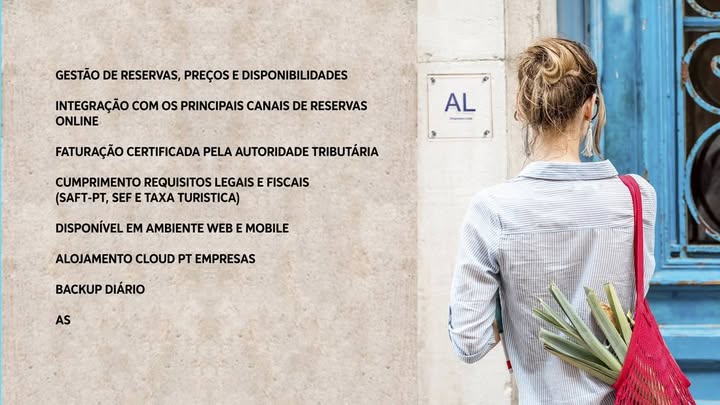 GESTÃO DE RESERVAS, PREÇOS E DISPONIBILIDADES
INTEGRAÇÃO COM OS PRINCIPAIS CANAIS DE RESERVAS
ONLINE
FATURAÇÃO CERTIFICADA PELA AUTORIDADE TRIBUTÁRIA
CUMPRIMENTO REQUISITOS LEGAIS E FISCAIS
(SAFT-PT, SEF E TAXA TURISTICA)
DISPONÍVEL EM AMBIENTE WEB E MOBILE
ALOJAMENTO CLOUD PT EMPRESAS
BACKUP DIÁRIO
AS
AL